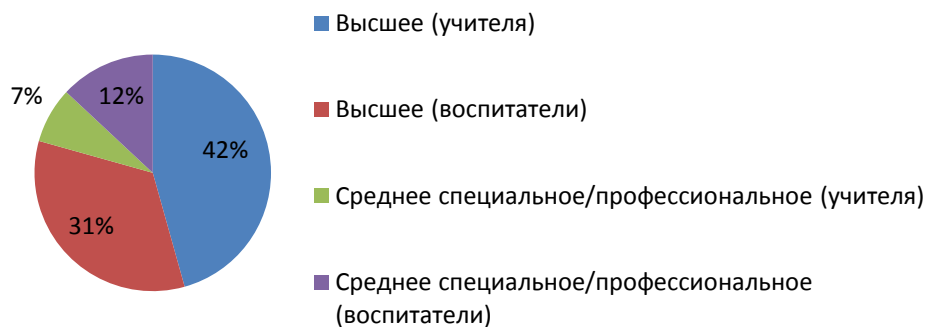 7%
12%
42%
31%
Высшее (учителя)
Высшее (воспитатели)
Среднее специальное/профессиональное (учителя)
Среднее специальное/профессиональное
(воспитатели)